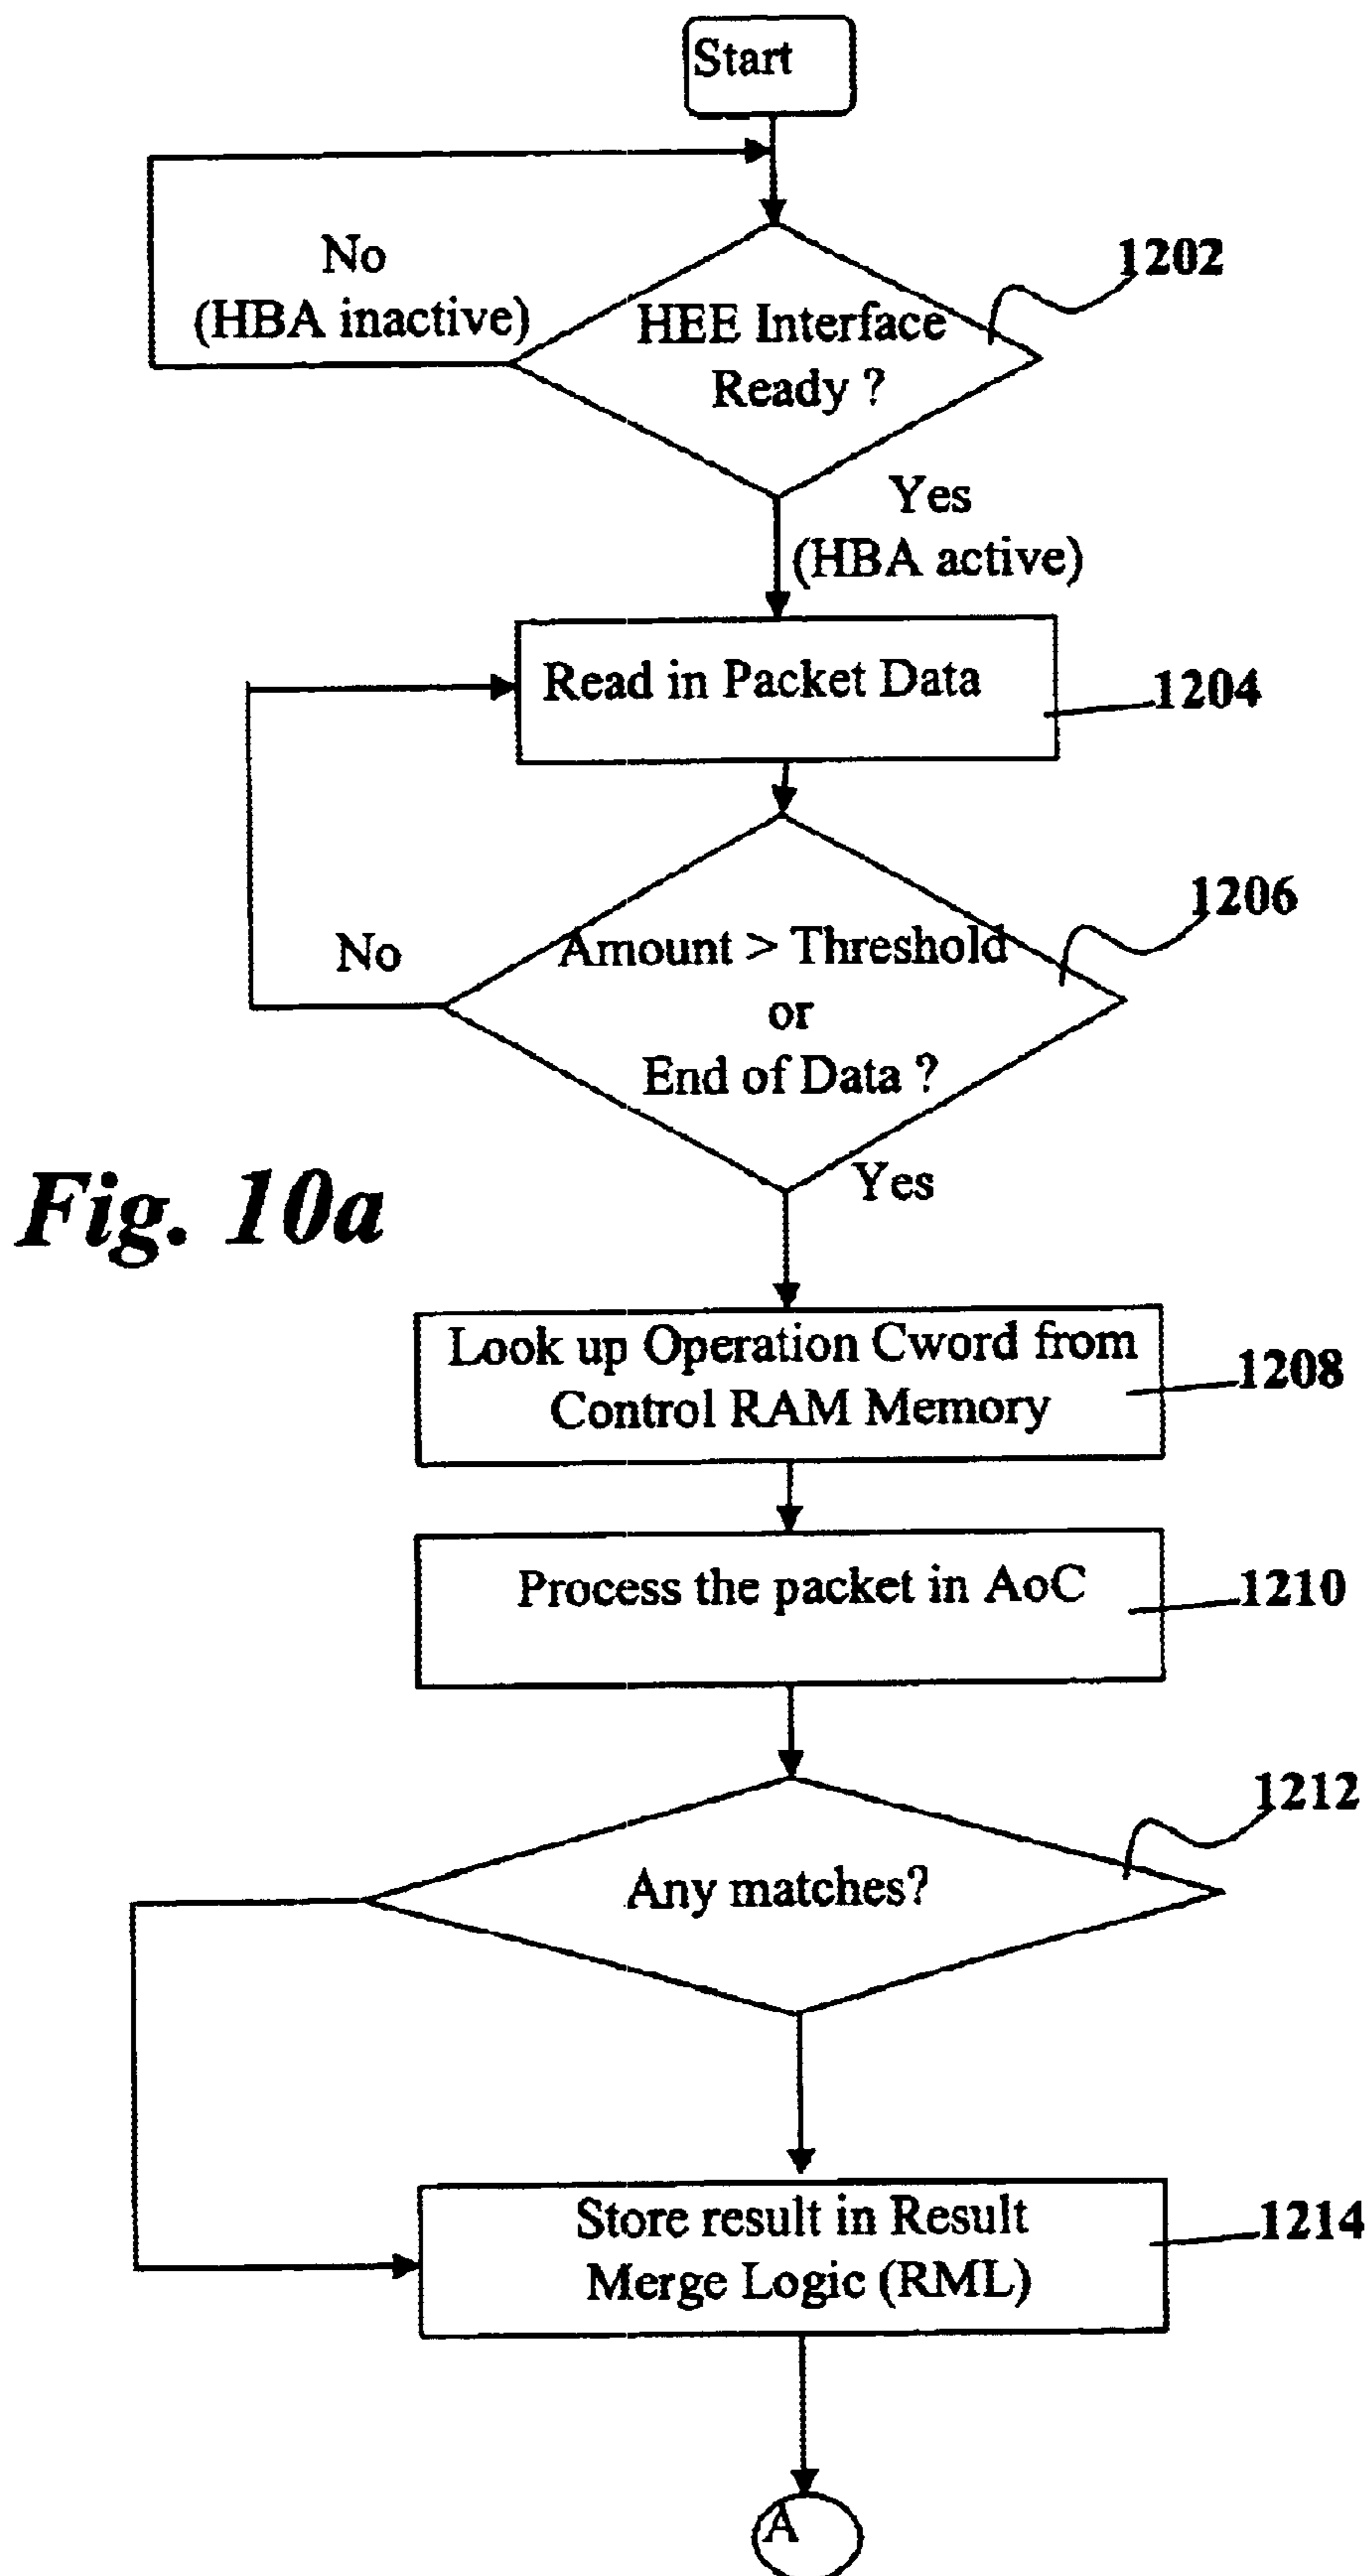 Start
No
(HBA inactive)
1202
HEE Interface
Ready ?
Yes
(HBA active)
Read in Packet Data
1204
1206
No
Amount > Threshold
or
End of Data ?
Yes
Fig. 10a
Look up Operation Cword from
Control RAM Memory
1208
Process the packet in AoC
1210
1212
Any matches?
Store result in Result
Merge Logic (RML)
1214
A